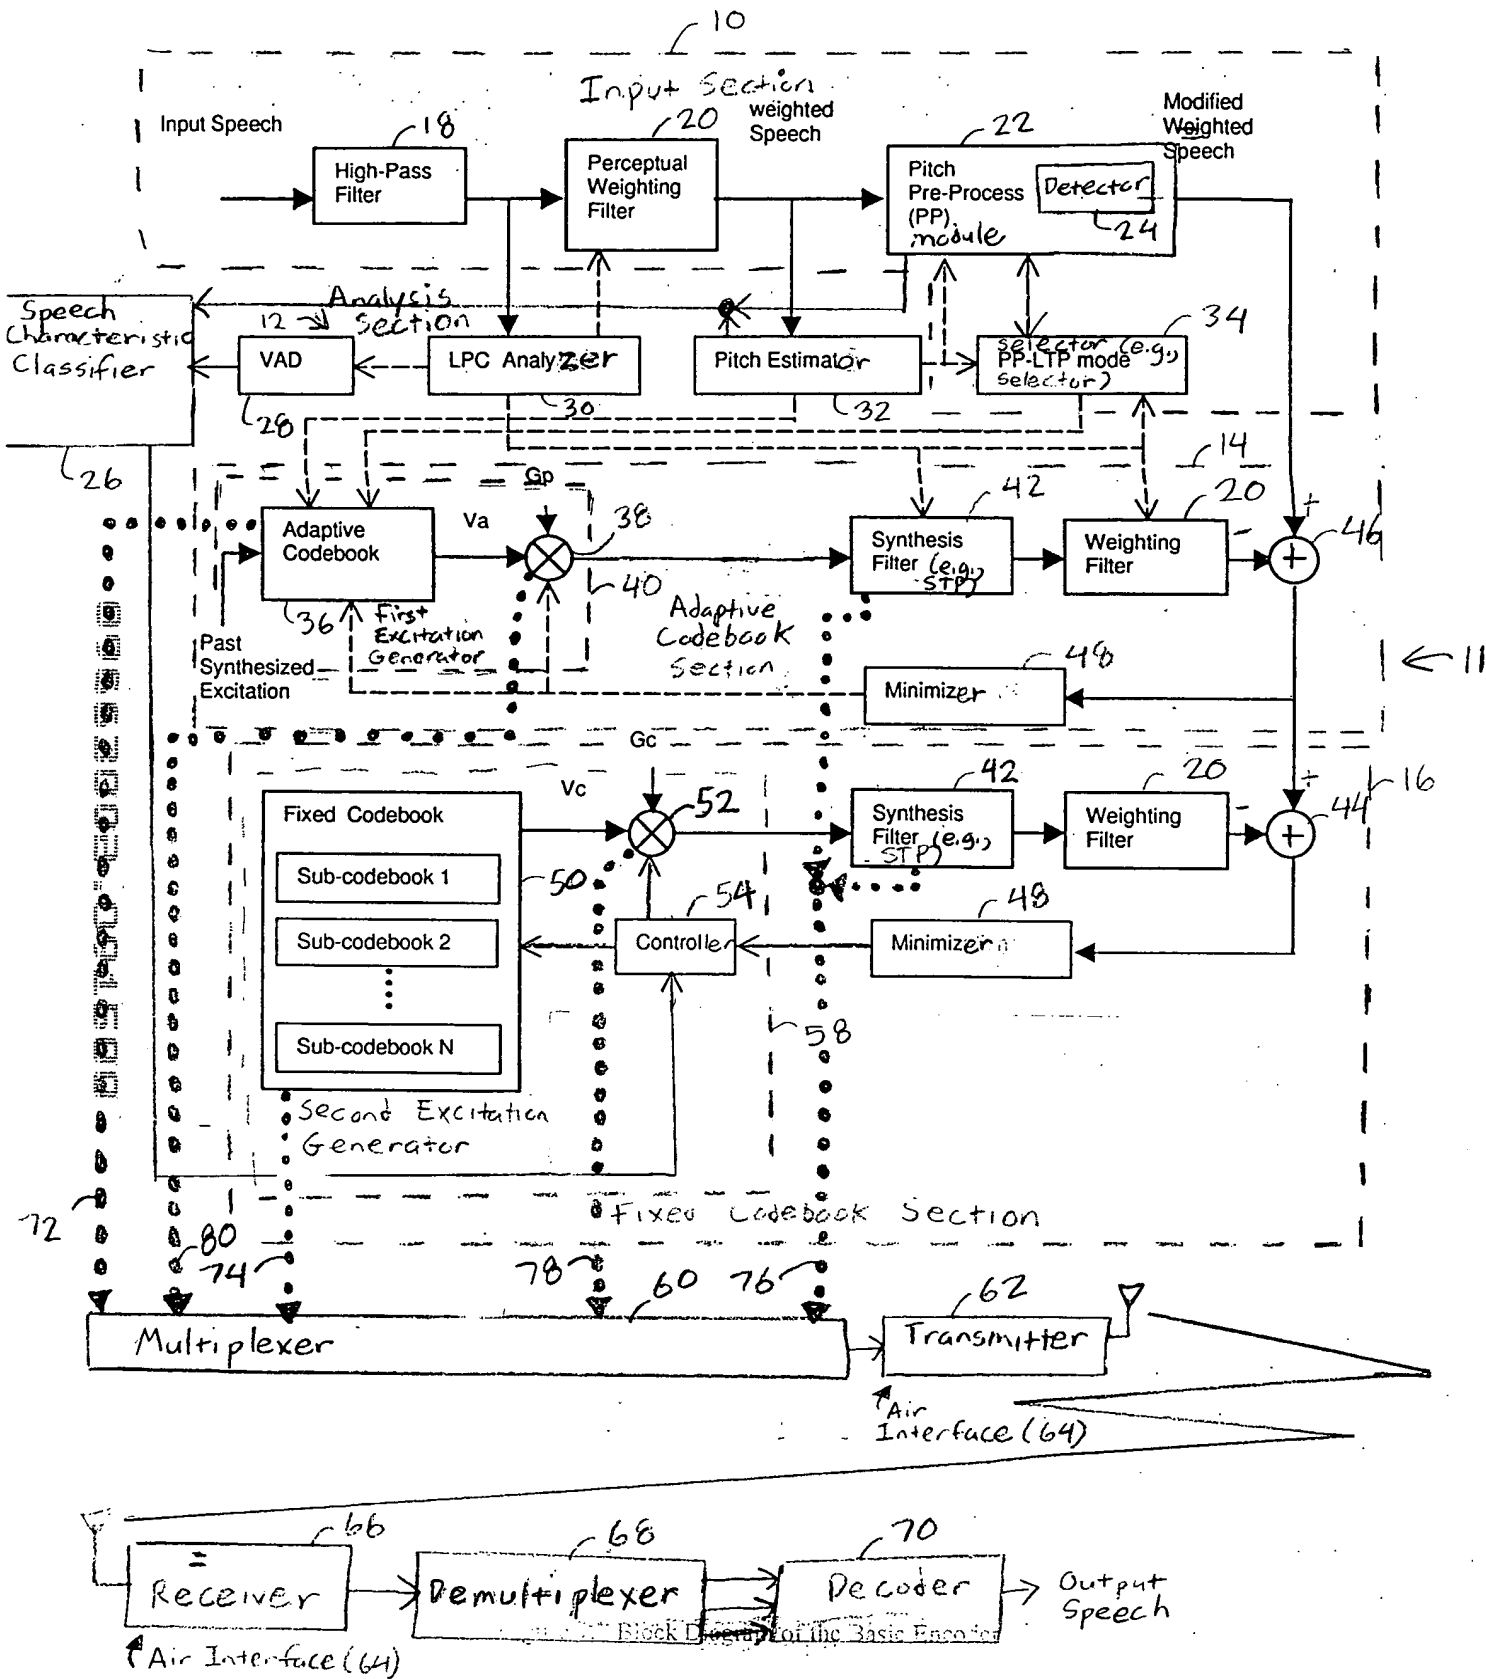 10
Input Section
Input Speech
18
20
weighted
Speech
22
Modified
Weighted
Speech
High-Pass
Filter
Perceptual
Weighting
Filter
Pitch
Pre-Process
(PP)
module
Detector
24
Speech
Characteristic
Classifier
26
Analysis
Section
12
VAD
28
LPC Analyzer
30
Pitch Estimator
32
selector (e.g.,
PP-LTP mode
selector)
34
14
Gp
Adaptive
Codebook
36
Va
38
40
First
Excitation
Generator
Past
Synthesized
Excitation
Adaptive
Codebook
Section
Synthesis
Filter (e.g.,
STP)
42
Weighting
Filter
20
-
+
46
+
11
Minimizer
48
Gc
Vc
52
Fixed Codebook
Sub-codebook 1
50
Sub-codebook 2
Sub-codebook N
54
Controller
58
Synthesis
Filter (e.g.,
STP)
42
Weighting
Filter
20
-
+
44
+
16
Minimizer
48
Second Excitation
Generator
Fixed Codebook Section
72
80
74
78
60
76
62
Multiplexer
Transmitter
Air
Interface (64)
66
68
70
Receiver
Demultiplexer
Decoder
Output
Speech
Block Diagram of the Basic Encoder
Air Interface (64)